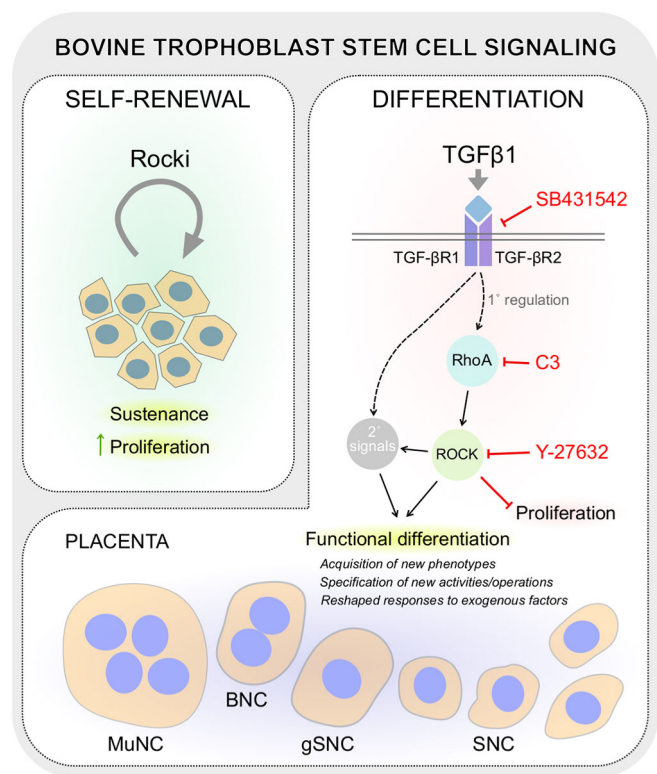 BOVINE TROPHOBLAST STEM CELL SIGNALING
SELF-RENEWAL
Rocki
Sustenance
↑ Proliferation
DIFFERENTIATION
TGFβ1
SB431542
TGF-βR1
TGF-βR2
1˚ regulation
RhoA
C3
2˚
signals
ROCK
Y-27632
Proliferation
Functional differentiation
Acquisition of new phenotypes
Specification of new activities/operations
Reshaped responses to exogenous factors
PLACENTA
MuNC
BNC
gSNC
SNC